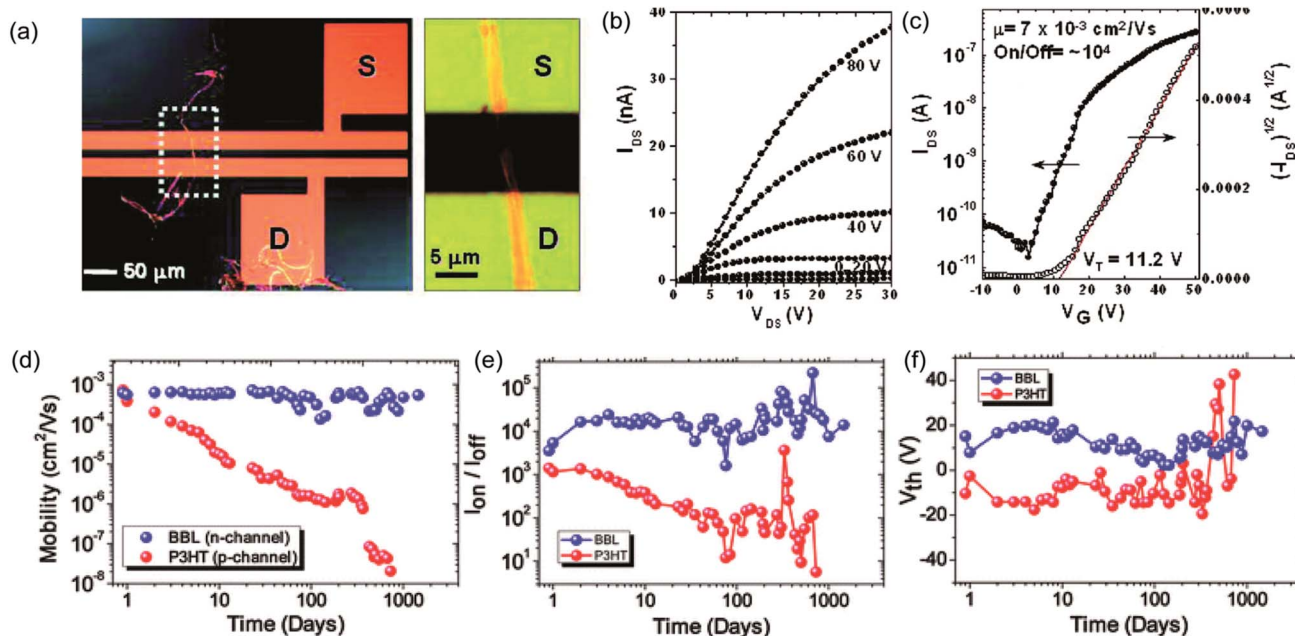 (a)
S
D
50 μm
S
D
5 μm
(b)
I_DS (nA)
40
30
20
10
0
80 V
60 V
40 V
0-20 V
0 5 10 15 20 25 30
V_DS (V)
(c)
μ= 7 x 10⁻³ cm²/Vs
On/Off= ~10⁴
I_DS (A)
10⁻⁷
10⁻⁸
10⁻⁹
10⁻¹⁰
10⁻¹¹
0.0006
0.0004
0.0002
0.0000
(-I_DS)^1/2 (A^1/2)
V_T = 11.2 V
-10 0 10 20 30 40 50
V_G (V)
(d)
Mobility (cm²/Vs)
10⁻³
10⁻⁴
10⁻⁵
10⁻⁶
10⁻⁷
10⁻⁸
BBL (n-channel)
P3HT (p-channel)
1 10 100 1000
Time (Days)
(e)
I_on / I_off
10⁵
10⁴
10³
10²
10¹
BBL
P3HT
1 10 100 1000
Time (Days)
(f)
V_th (V)
40
20
0
-20
-40
BBL
P3HT
1 10 100 1000
Time (Days)